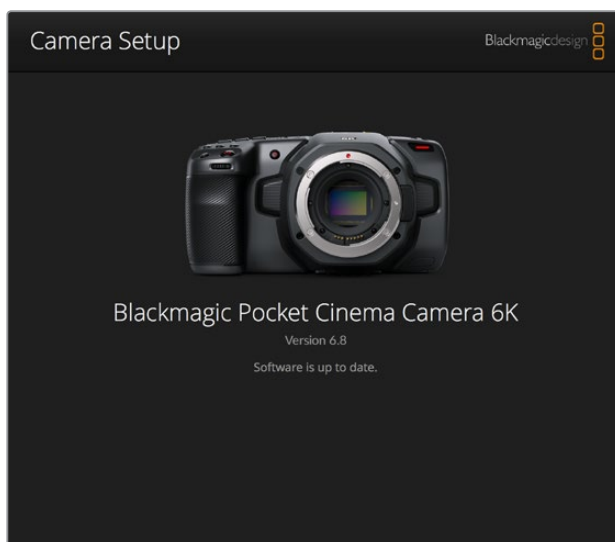 Camera Setup
Blackmagicdesign
Blackmagic Pocket Cinema Camera 6K
Version 6.8
Software is up to date.